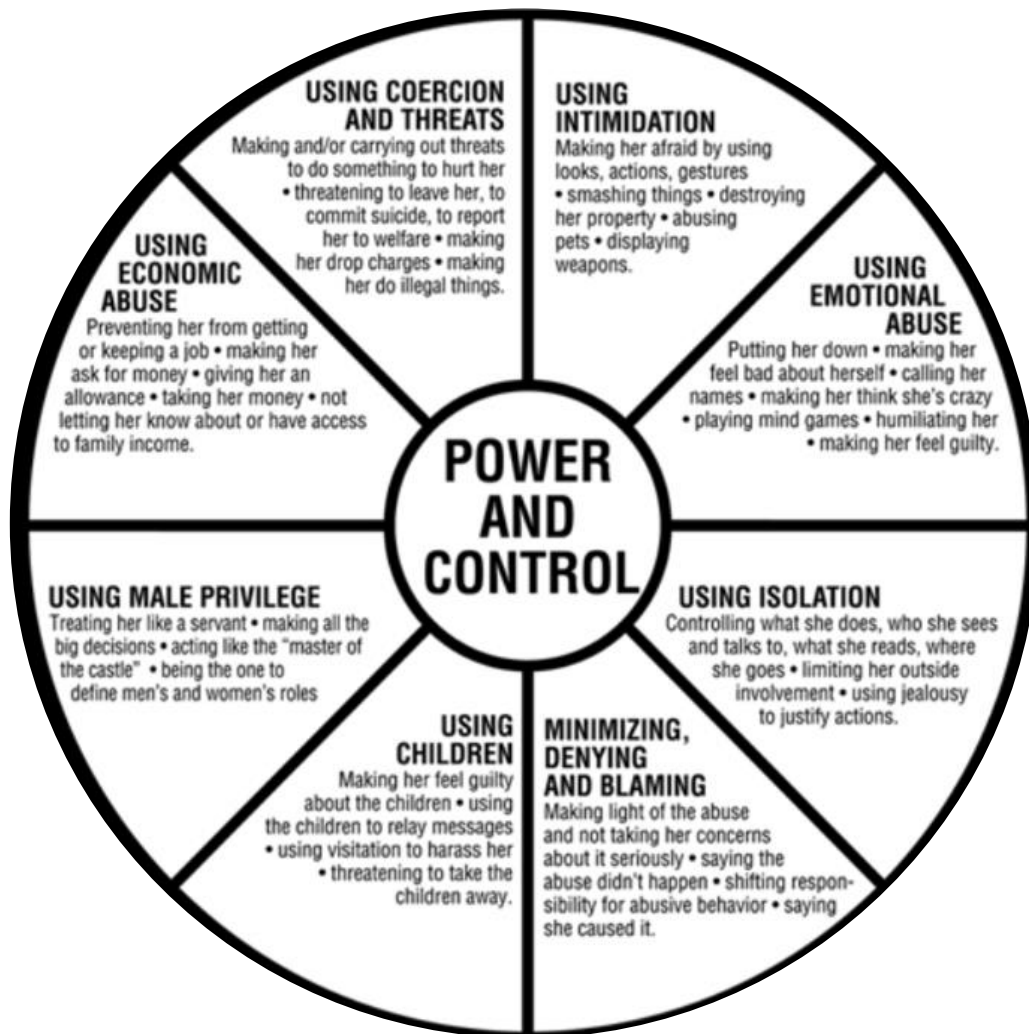 USING COERCION
AND THREATS
Making and/or carrying out threats
to do something to hurt her
• threatening to leave her, to
commit suicide, to report
her to welfare • making
her drop charges • making
her do illegal things.
USING
INTIMIDATION
Making her afraid by using
looks, actions, gestures
• smashing things • destroying
her property • abusing
pets • displaying
weapons.
USING
EMOTIONAL
ABUSE
Putting her down • making her
feel bad about herself • calling her
names • making her think she's crazy
• playing mind games • humiliating her
• making her feel guilty.
USING ISOLATION
Controlling what she does, who she sees
and talks to, what she reads, where
she goes • limiting her outside
involvement • using jealousy
to justify actions.
MINIMIZING,
DENYING
AND BLAMING
Making light of the abuse
and not taking her concerns
about it seriously • saying the
abuse didn't happen • shifting respon-
sibility for abusive behavior • saying
she caused it.
USING
CHILDREN
Making her feel guilty
about the children • using
the children to relay messages
• using visitation to harass her
• threatening to take the
children away.
USING MALE PRIVILEGE
Treating her like a servant • making all the
big decisions • acting like the "master of
the castle" • being the one to
define men's and women's roles
USING
ECONOMIC
ABUSE
Preventing her from getting
or keeping a job • making her
ask for money • giving her an
allowance • taking her money • not
letting her know about or have access
to family income.
POWER
AND
CONTROL